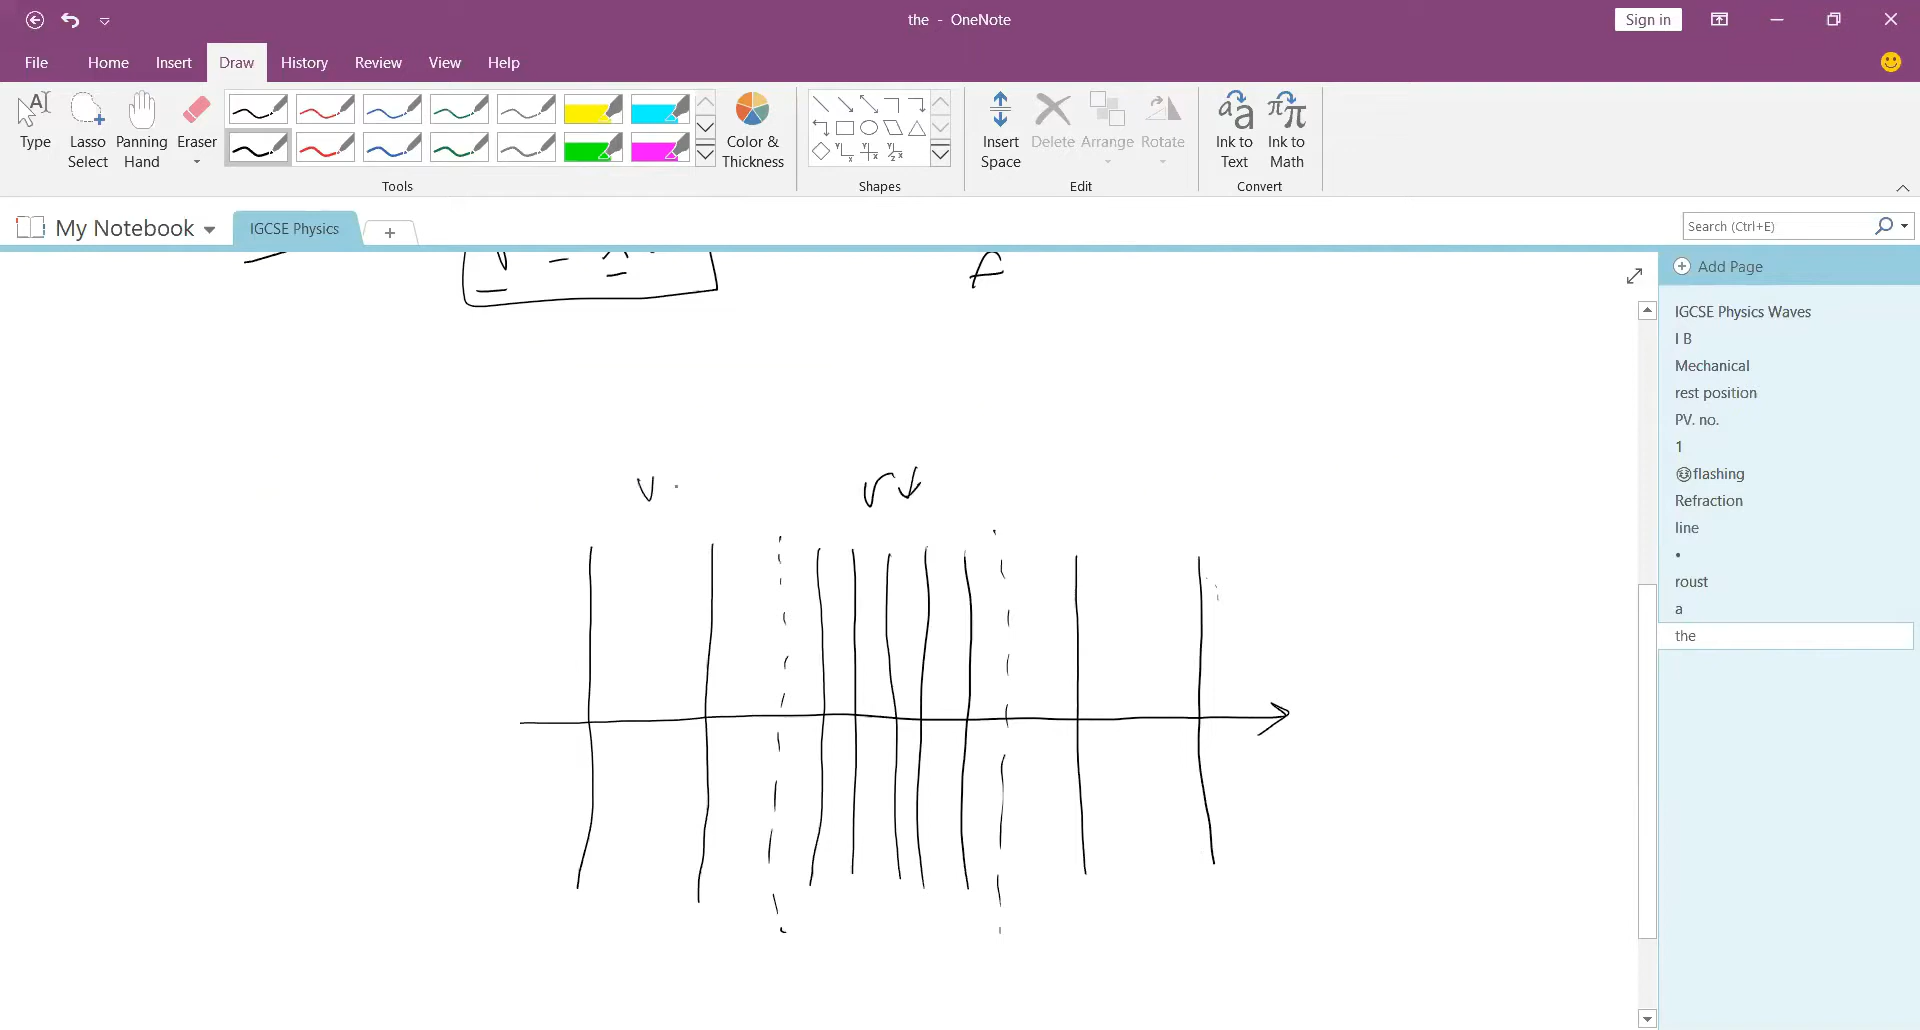 the - OneNote
Sign in
File Home Insert Draw History Review View Help
Type
Lasso Select
Panning Hand
Eraser
Color & Thickness
Insert Space
Delete
Arrange
Rotate
Ink to Text
Ink to Math
Tools
Shapes
Edit
Convert
My Notebook
IGCSE Physics
Search (Ctrl+E)
Add Page
IGCSE Physics Waves
I B
Mechanical
rest position
PV. no.
1
flashing
Refraction
line
•
roust
a
the
V
V↓